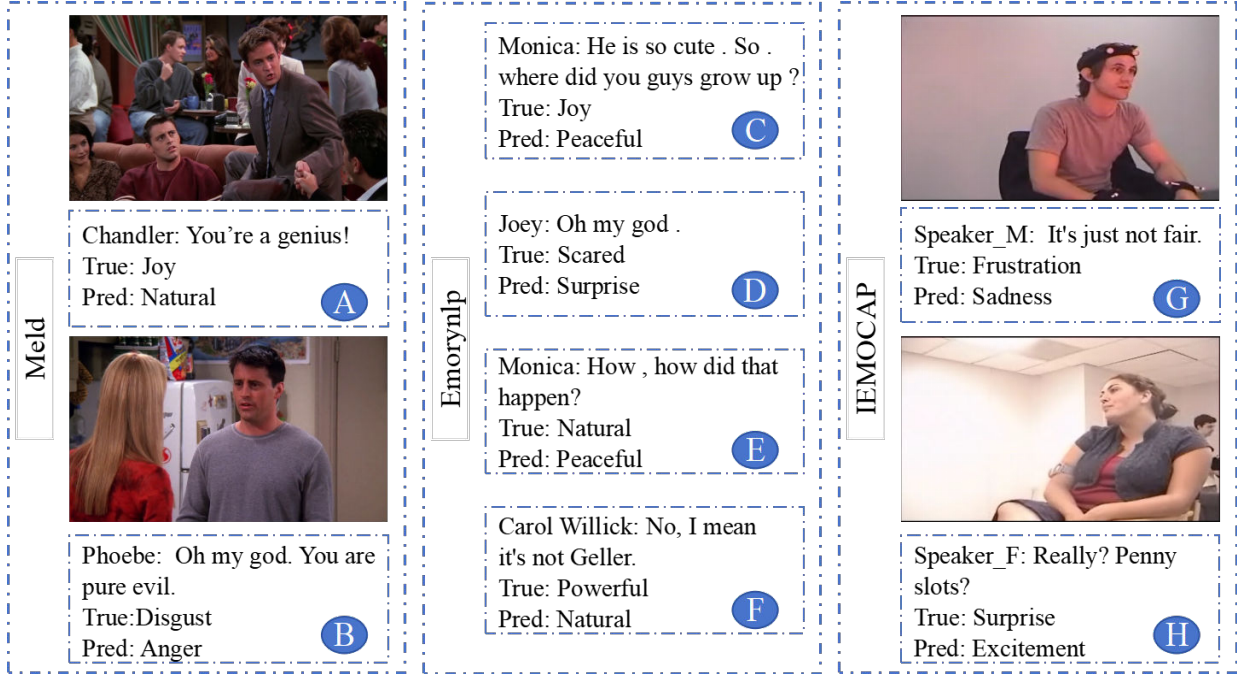 Meld
Chandler: You're a genius!
True: Joy
Pred: Natural
A
Phoebe: Oh my god. You are
pure evil.
True:Disgust
Pred: Anger
B
Emorynlp
Monica: He is so cute . So .
where did you guys grow up ?
True: Joy
Pred: Peaceful
C
Joey: Oh my god .
True: Scared
Pred: Surprise
D
Monica: How , how did that
happen?
True: Natural
Pred: Peaceful
E
Carol Willick: No, I mean
it's not Geller.
True: Powerful
Pred: Natural
F
IEMOCAP
Speaker_M: It's just not fair.
True: Frustration
Pred: Sadness
G
Speaker_F: Really? Penny
slots?
True: Surprise
Pred: Excitement
H